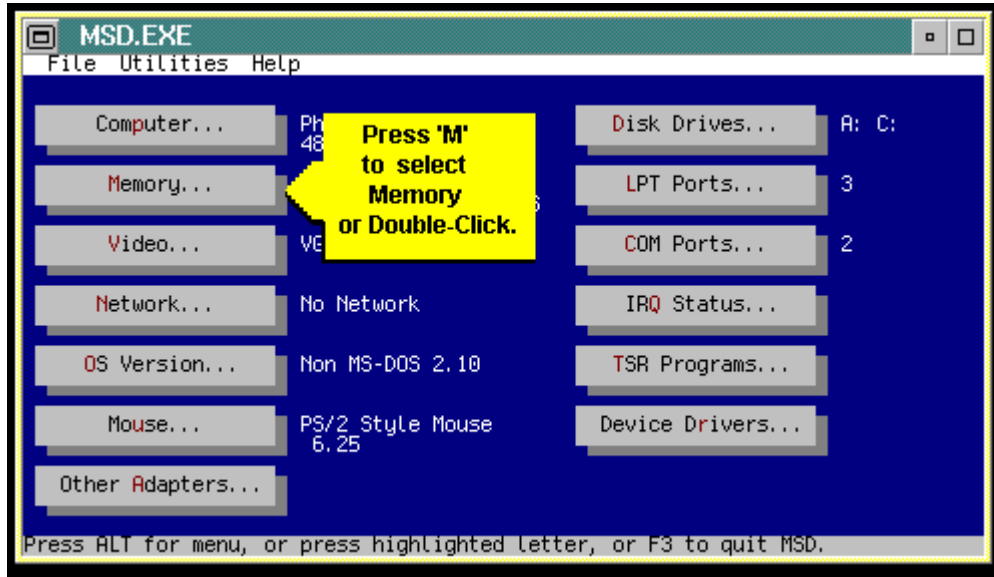 MSD.EXE
File Utilities Help
Computer...
Ph
48
Press 'M'
to select
Memory
or Double-Click.
Disk Drives...
A: C:
Memory...
LPT Ports...
3
Video...
COM Ports...
2
Network...
No Network
IRQ Status...
OS Version...
Non MS-DOS 2.10
TSR Programs...
Mouse...
PS/2 Style Mouse
6.25
Device Drivers...
Other Adapters...
Press ALT for menu, or press highlighted letter, or F3 to quit MSD.